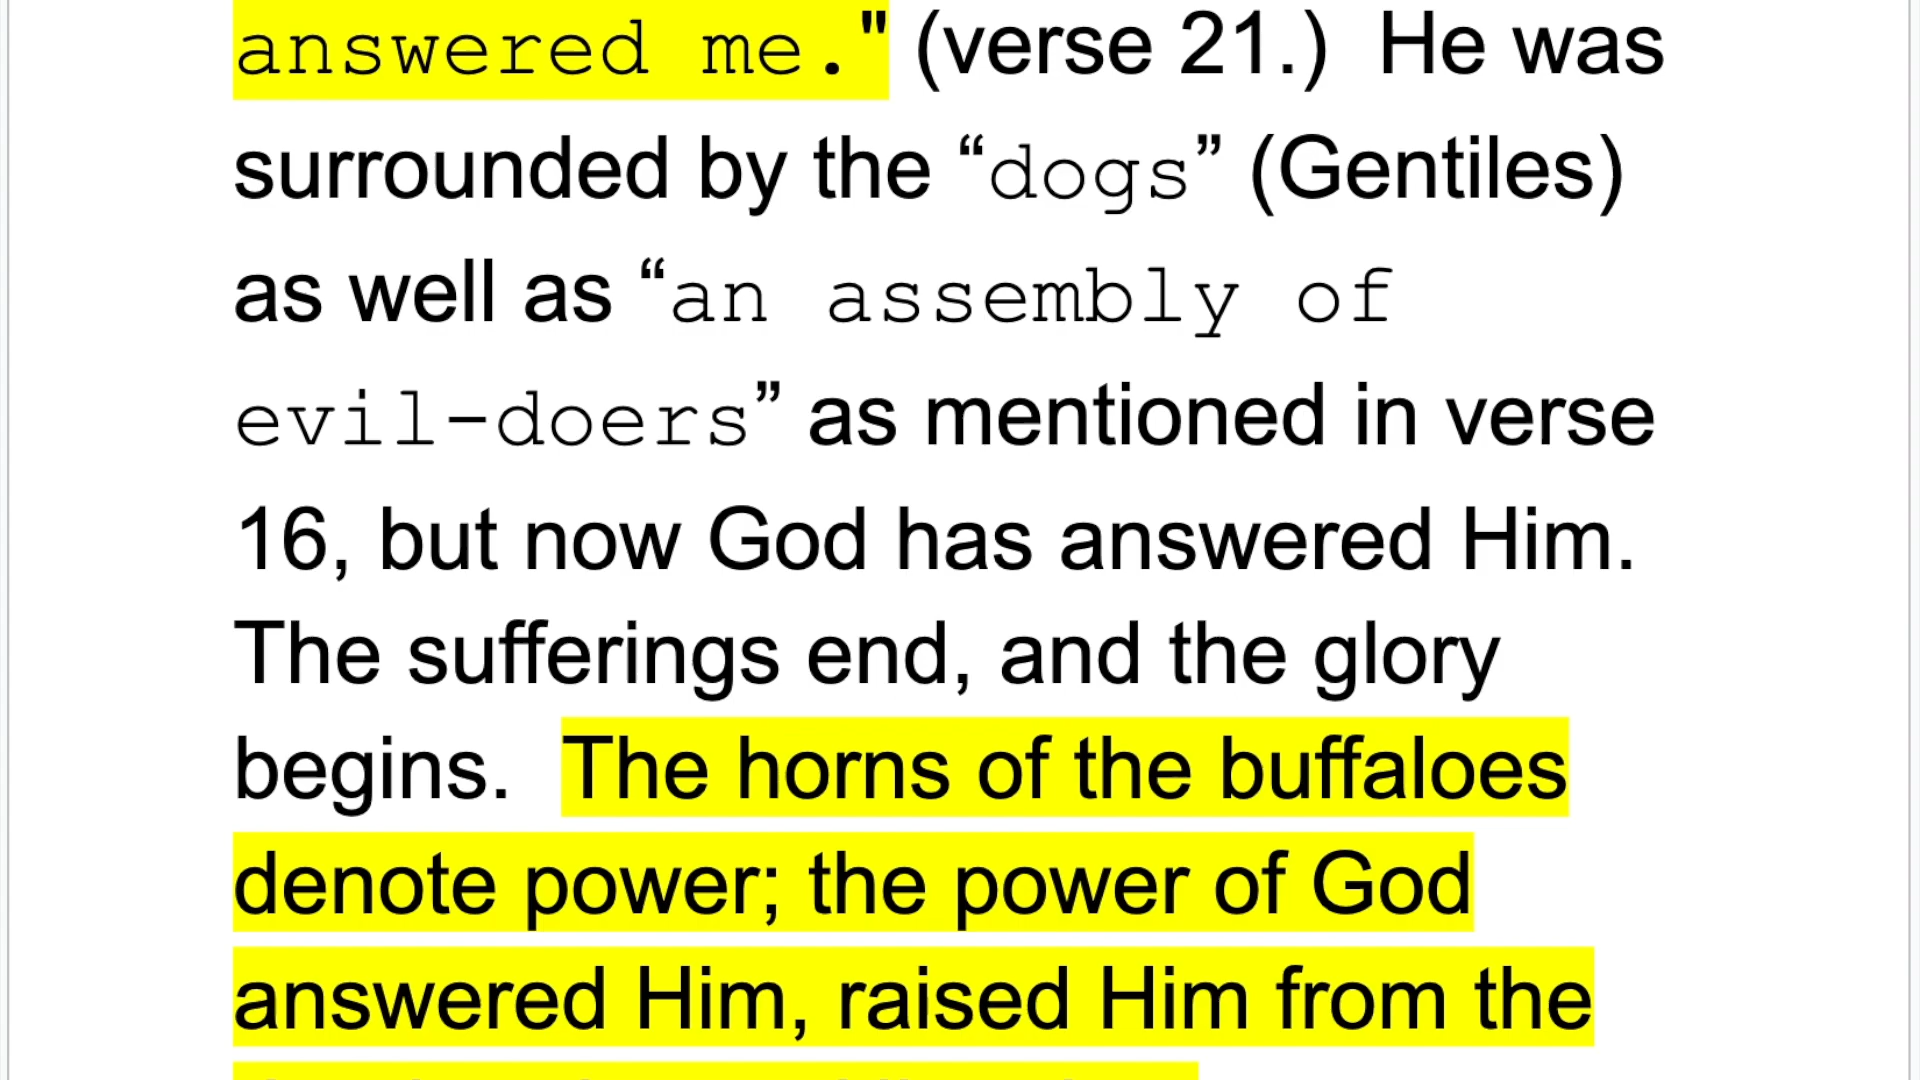 answered me." (verse 21.)  He was
surrounded by the “dogs” (Gentiles)
as well as “an assembly of
evil-doers” as mentioned in verse
16, but now God has answered Him.
The sufferings end, and the glory
begins.  The horns of the buffaloes
denote power; the power of God
answered Him, raised Him from the